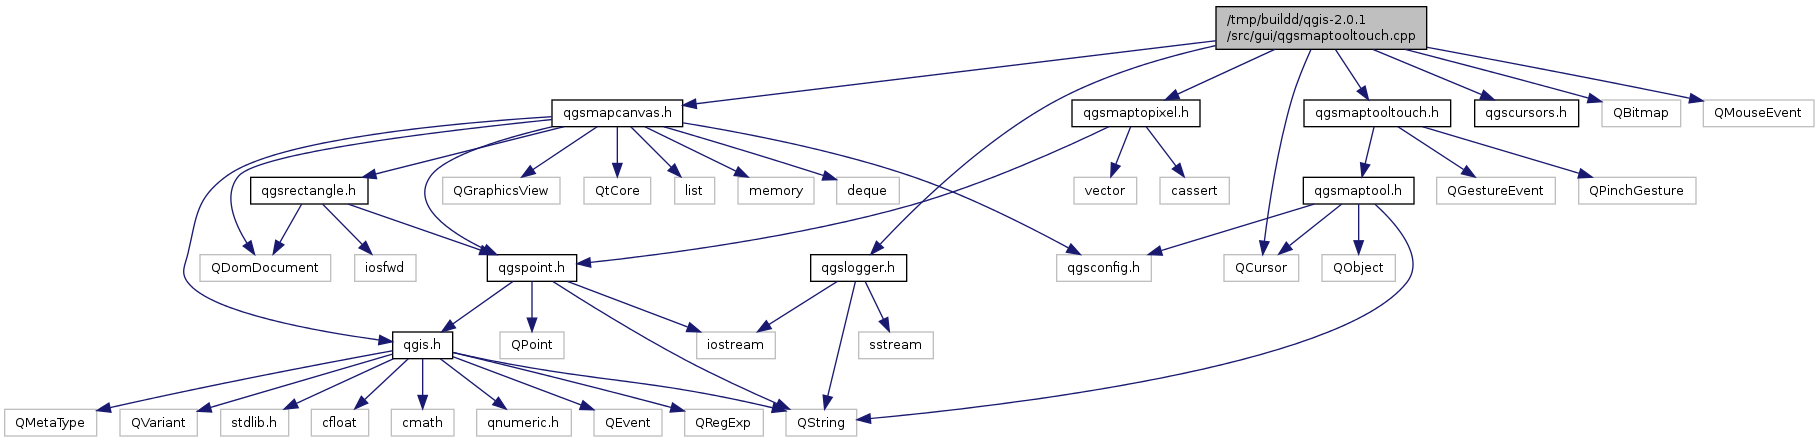 /tmp/buildd/qgis-2.0.1
/src/gui/qgsmaptooltouch.cpp
qgsmapcanvas.h
qgsmaptopixel.h
qgsmaptooltouch.h
qgscursors.h
QBitmap
QMouseEvent
qgsrectangle.h
QGraphicsView
QtCore
list
memory
deque
vector
cassert
qgsmaptool.h
QGestureEvent
QPinchGesture
QDomDocument
iosfwd
qgspoint.h
qgslogger.h
qgsconfig.h
QCursor
QObject
qgis.h
QPoint
iostream
sstream
QMetaType
QVariant
stdlib.h
cfloat
cmath
qnumeric.h
QEvent
QRegExp
QString